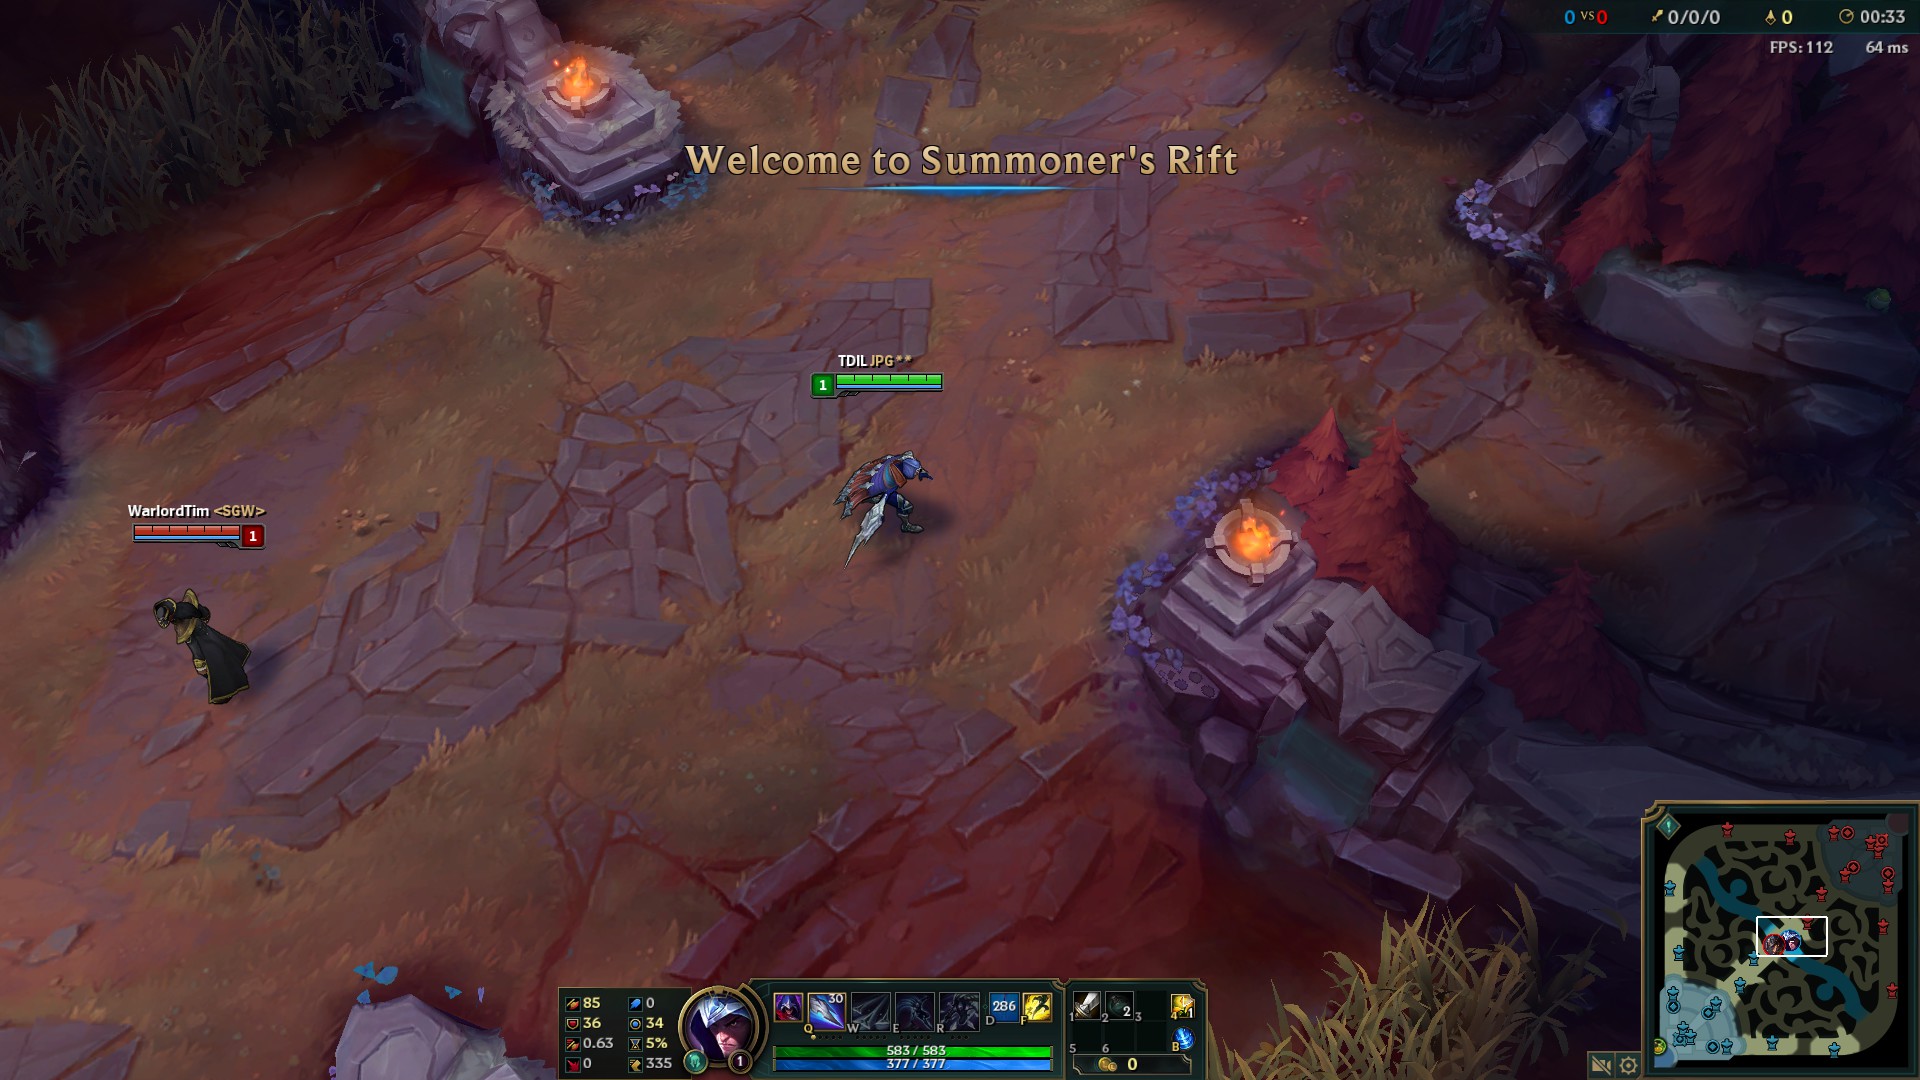 0 vs 0 0/0/0 0 00:33
FPS: 112 64 ms
Welcome to Summoner's Rift
TDIL JPG**
1
WarlordTim <SGW>
1
85 0
36 34
0.63 5%
0 335
1
30
Q W E R
286
D F
583 / 583
377 / 377
1 2 2 3 4 1
5 6 B
0